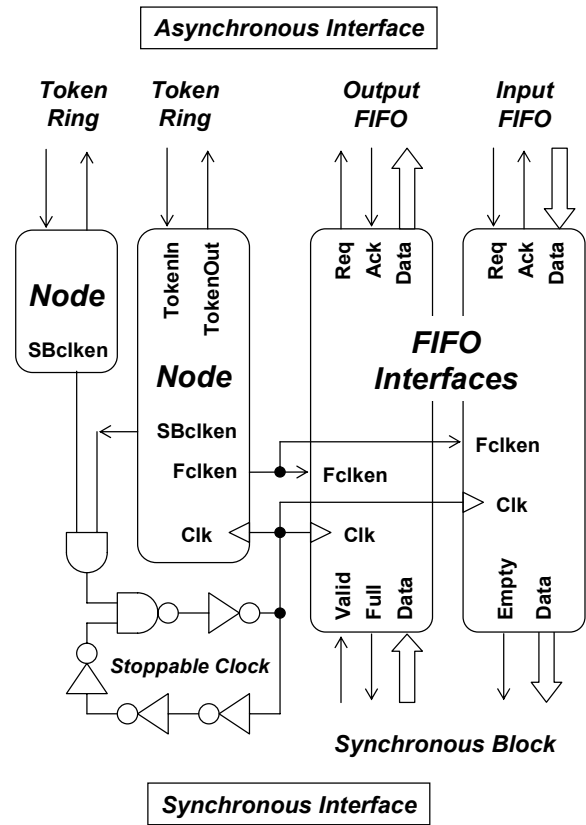 Asynchronous Interface
Token Ring
Token Ring
Output FIFO
Input FIFO
Node
SBclken
TokenIn
TokenOut
Node
SBclken
Fclken
Clk
Req
Ack
Data
Req
Ack
Data
FIFO
Interfaces
Fclken
Clk
Fclken
Clk
Valid
Full
Data
Empty
Data
Stoppable Clock
Synchronous Block
Synchronous Interface